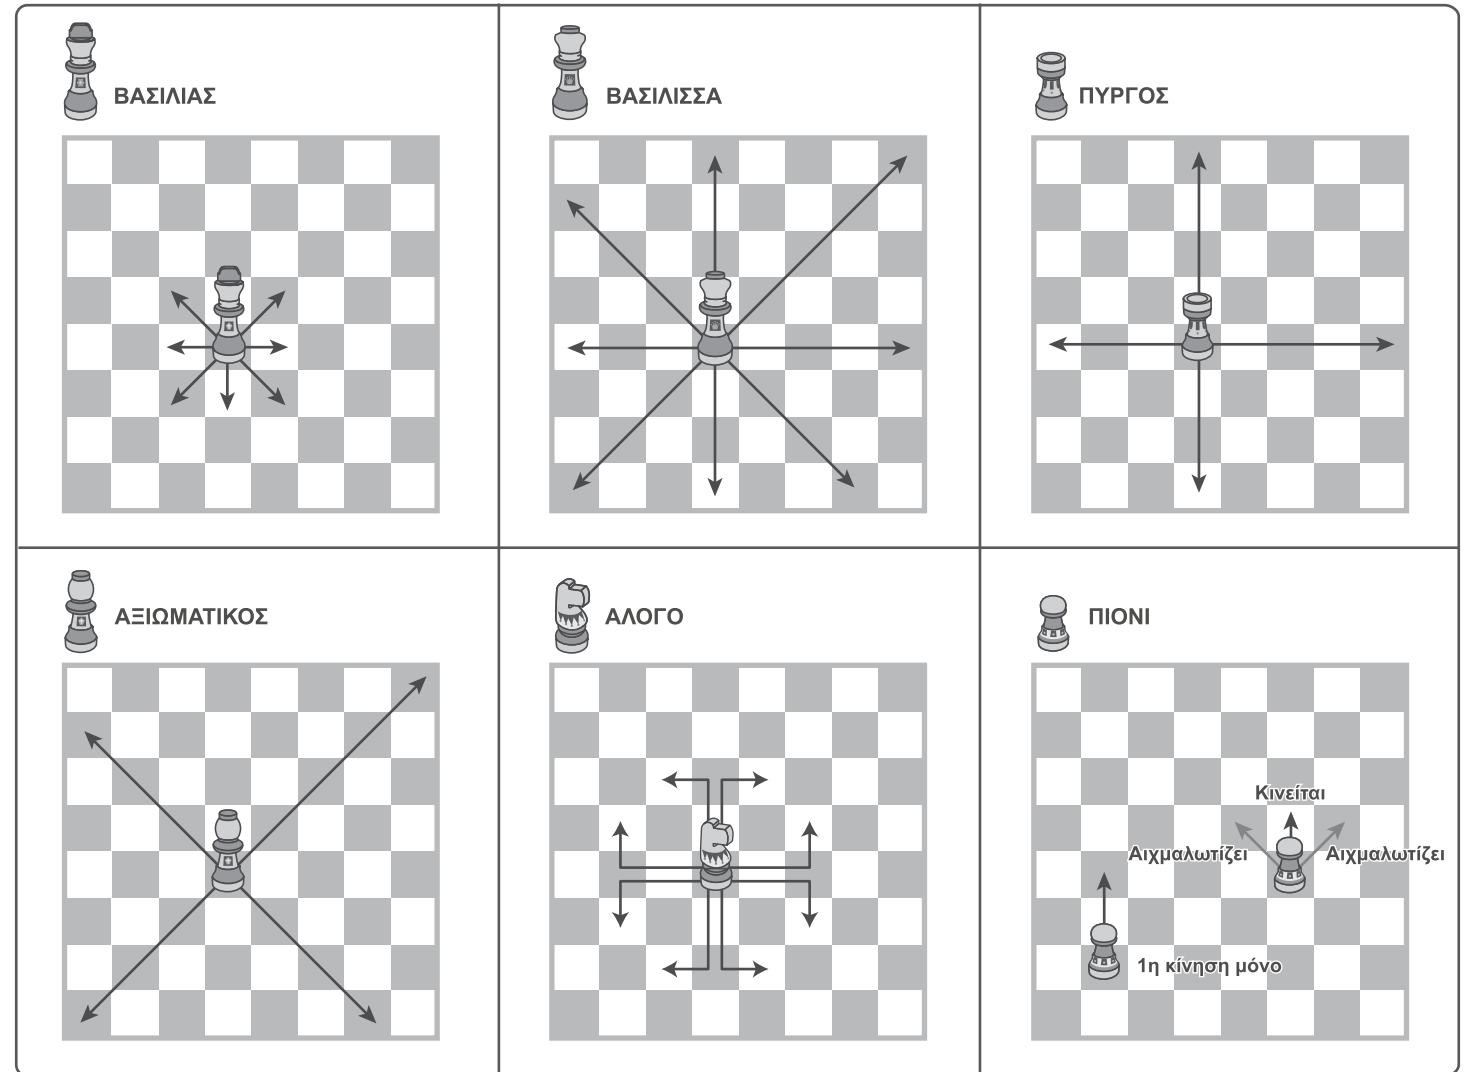 ΒΑΣΙΛΙΑΣ
ΒΑΣΙΛΙΣΣΑ
ΠΥΡΓΟΣ
ΑΞΙΩΜΑΤΙΚΟΣ
ΑΛΟΓΟ
ΠΙΟΝΙ
Κινείται
Αιχμαλωτίζει
Αιχμαλωτίζει
1η κίνηση μόνο